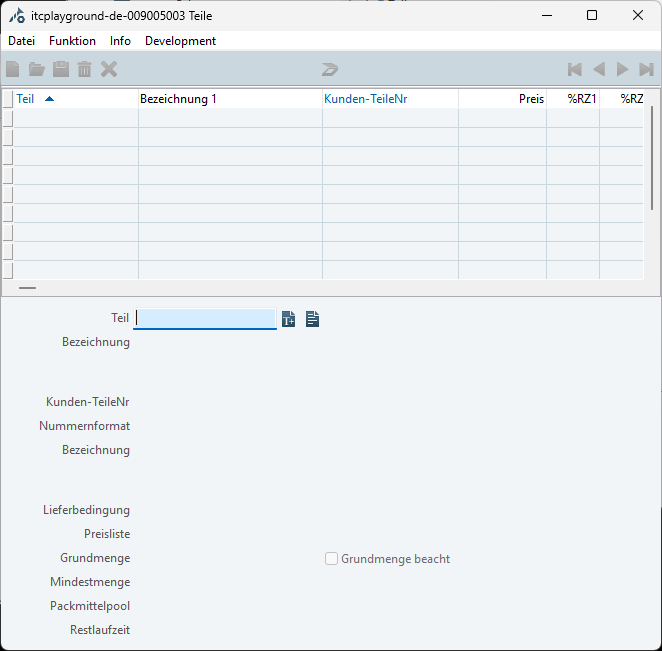 itcplayground-de-009005003 Teile
Datei Funktion Info Development
Teil Bezeichnung 1 Kunden-TeileNr Preis %RZ1 %RZ
Teil
Bezeichnung
Kunden-TeileNr
Nummernformat
Bezeichnung
Lieferbedingung
Preisliste
Grundmenge Grundmenge beacht
Mindestmenge
Packmittelpool
Restlaufzeit